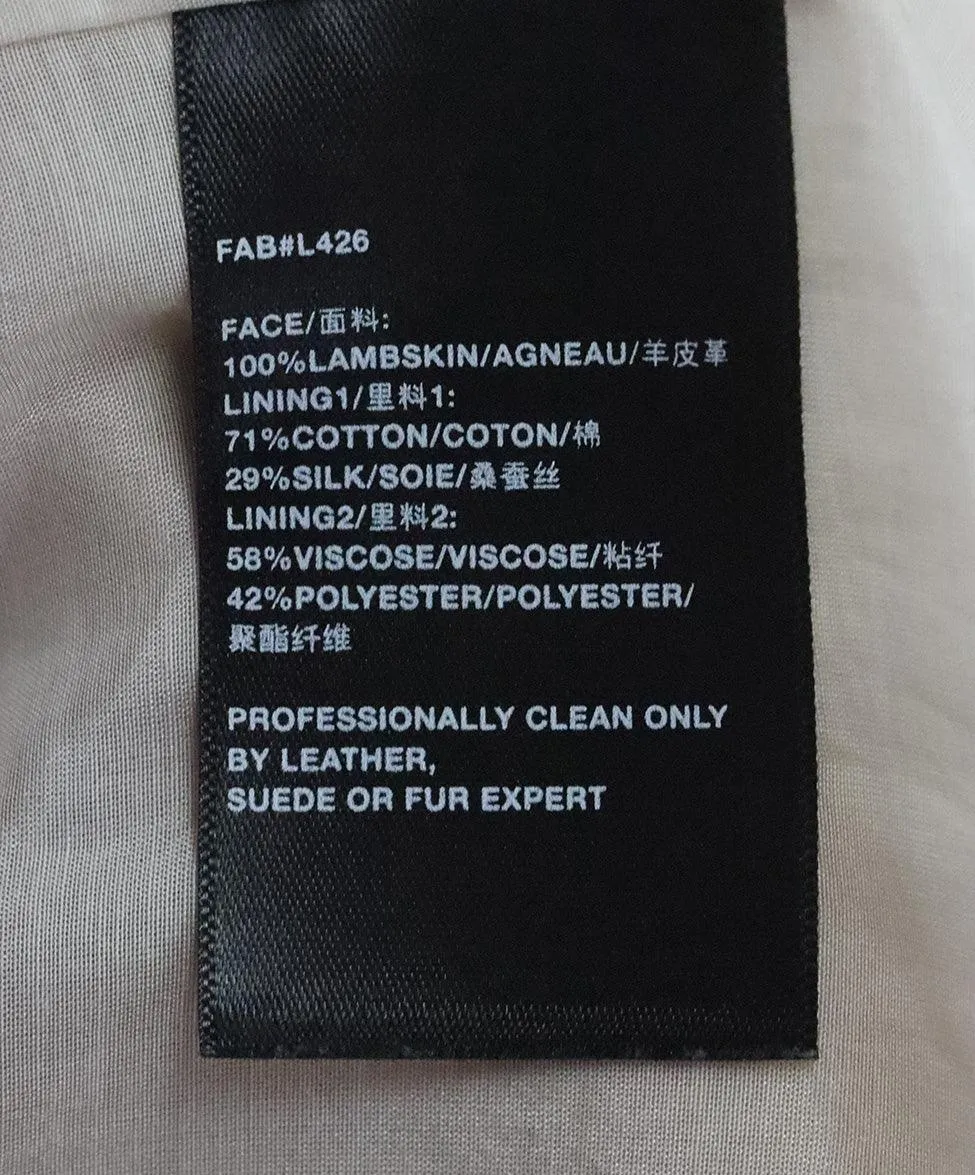 FAB#L426
FACE/面料:
100%LAMBSKIN/AGNEAU/羊皮革
LINING1/里料1:
71%COTTON/COTON/棉
29%SILK/SOIE/桑蚕丝
LINING2/里料2:
58%VISCOSE/VISCOSE/粘纤
42%POLYESTER/POLYESTER/
聚酯纤维
PROFESSIONALLY CLEAN ONLY
BY LEATHER,
SUEDE OR FUR EXPERT